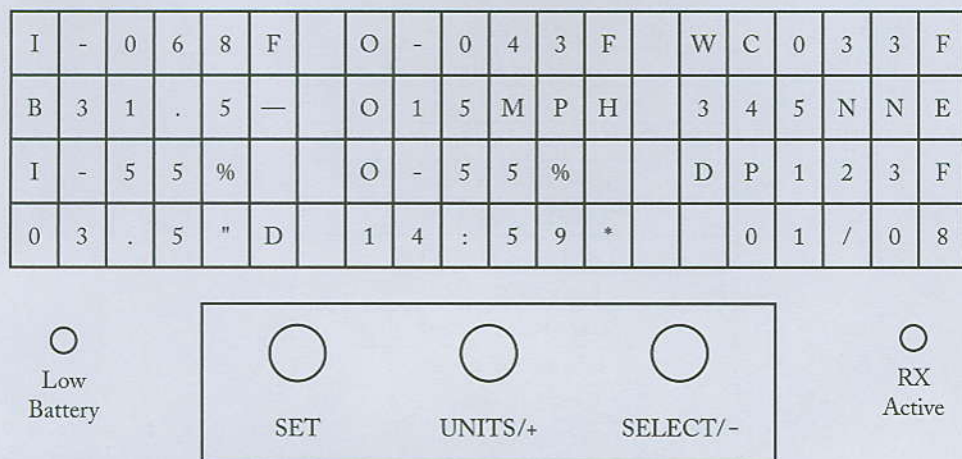 I-068F O-043F WC033F
B31.5— O15MPH 345NNE
I-55% O-55% DP123F
03.5"D 14:59* 01/08
Low
Battery
SET UNITS/+ SELECT/-
RX
Active